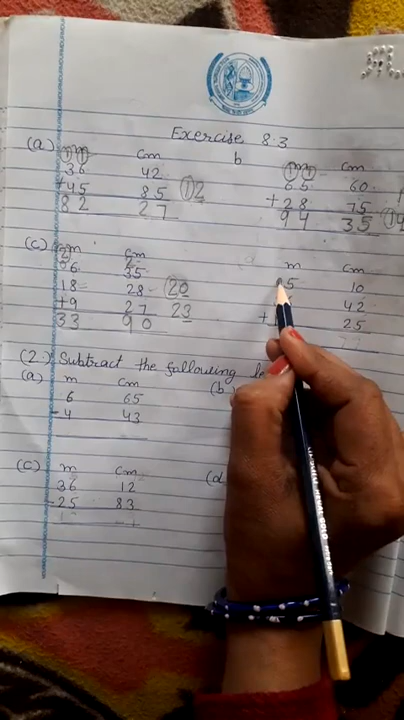 Exercise 8.3
(a) m cm b m cm
36 42 65 60
+45 85 12 + 28 75
82 27 94 35 14
(c) m cm m cm
06 35 5 10
18 28 20 42
+9 27 23 + 25
33 90
(2.) Subtract the following
(a) m cm (b)
6 65
-4 43
(c) m cm (d
36 12
-25 83